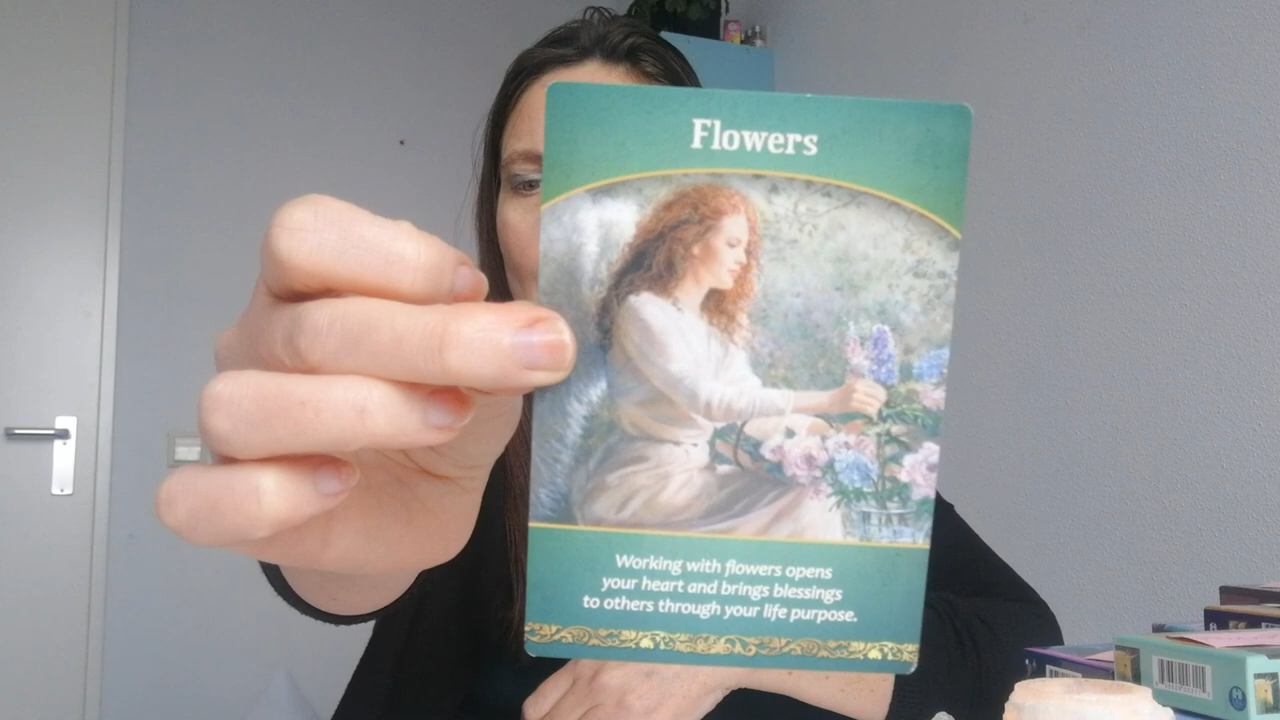 Flowers
Working with flowers opens
your heart and brings blessings
to others through your life purpose.